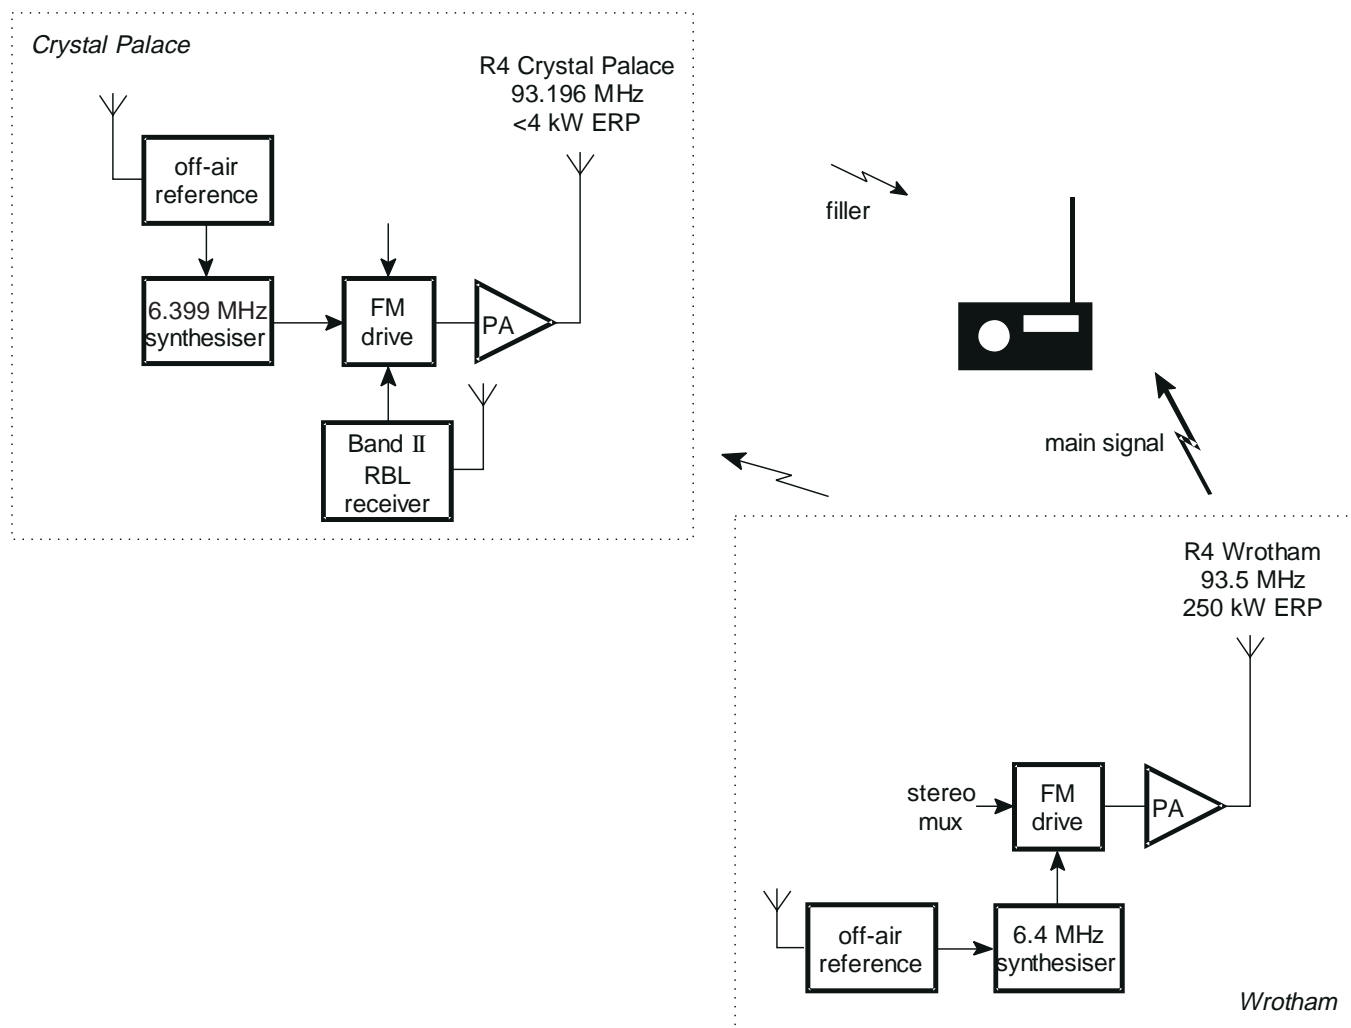 Crystal Palace
R4 Crystal Palace
93.196 MHz
<4 kW ERP
off-air
reference
filler
6.399 MHz
synthesiser
FM
drive
PA
main signal
Band II
RBL
receiver
R4 Wrotham
93.5 MHz
250 kW ERP
stereo
mux
FM
drive
PA
off-air
reference
6.4 MHz
synthesiser
Wrotham